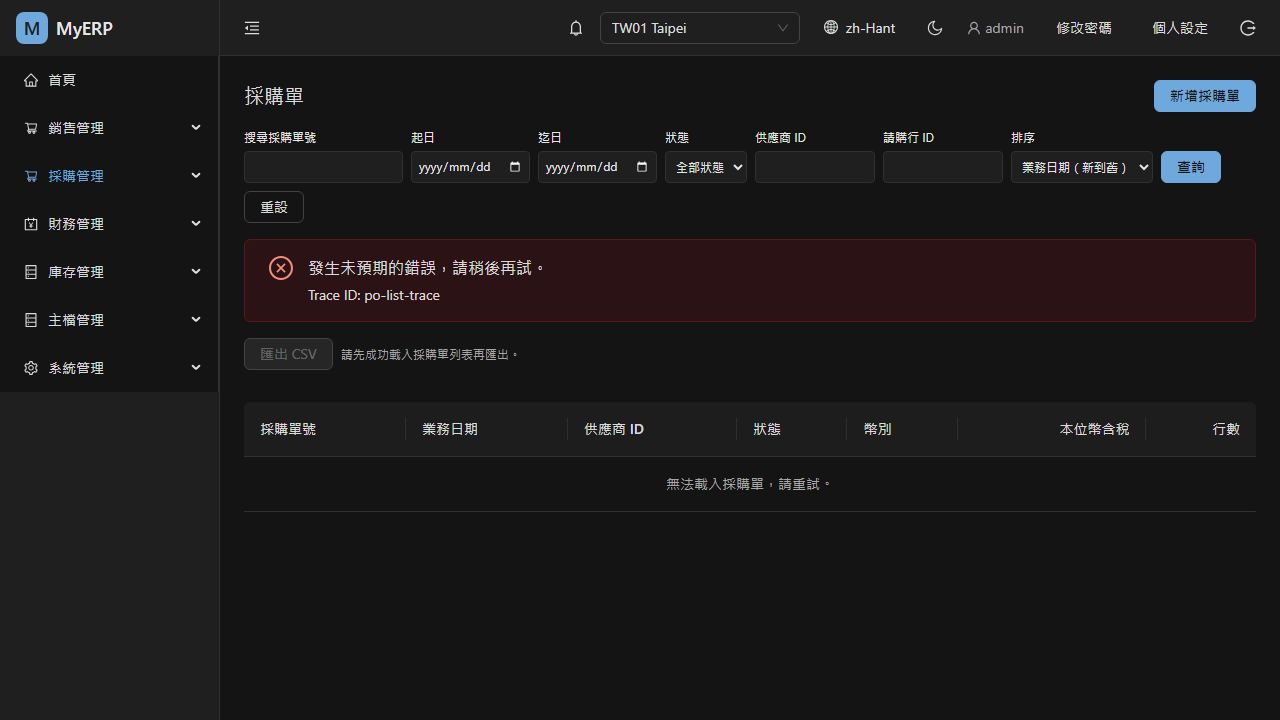 M MyERP
TW01 Taipei
zh-Hant
admin
修改密碼
個人設定
首頁
銷售管理
採購管理
財務管理
庫存管理
主檔管理
系統管理
採購單
新增採購單
搜尋採購單號
起日
迄日
狀態
供應商 ID
請購行 ID
排序
yyyy/mm/dd
yyyy/mm/dd
全部狀態
業務日期（新到舊）
查詢
重設
發生未預期的錯誤，請稍後再試。
Trace ID: po-list-trace
匯出 CSV
請先成功載入採購單列表再匯出。
採購單號 業務日期 供應商 ID 狀態 幣別 本位幣含稅 行數
無法載入採購單，請重試。